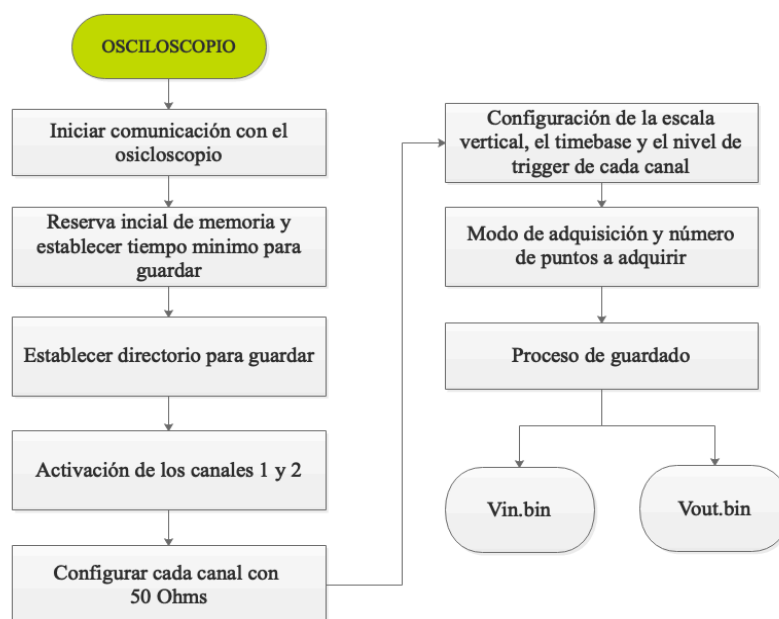 OSCILOSCOPIO
Iniciar comunicación con el
osicloscopio
Reserva incial de memoria y
establecer tiempo minimo para
guardar
Establecer directorio para guardar
Activación de los canales 1 y 2
Configurar cada canal con
50 Ohms
Configuración de la escala
vertical, el timebase y el nivel de
trigger de cada canal
Modo de adquisición y número
de puntos a adquirir
Proceso de guardado
Vin.bin
Vout.bin